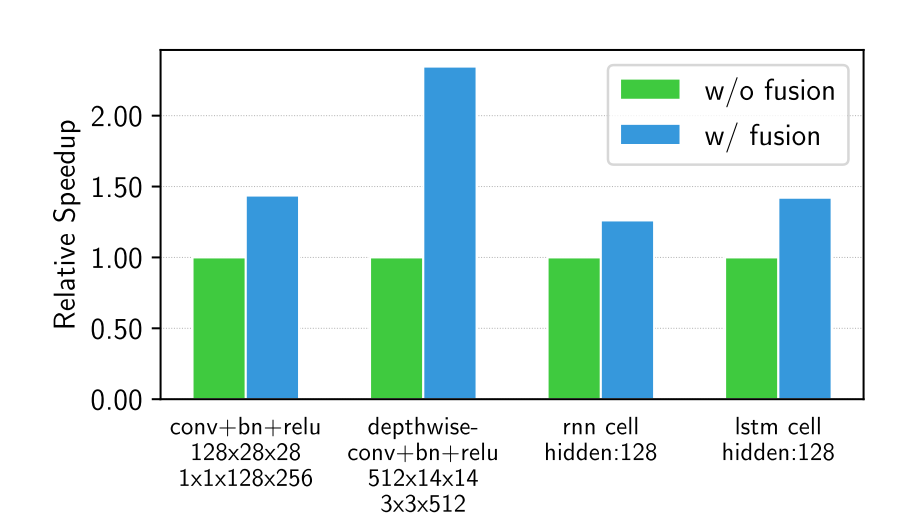 w/o fusion
w/ fusion
Relative Speedup
2.00
1.50
1.00
0.50
0.00
conv+bn+relu
128x28x28
1x1x128x256
depthwise-
conv+bn+relu
512x14x14
3x3x512
rnn cell
hidden:128
lstm cell
hidden:128